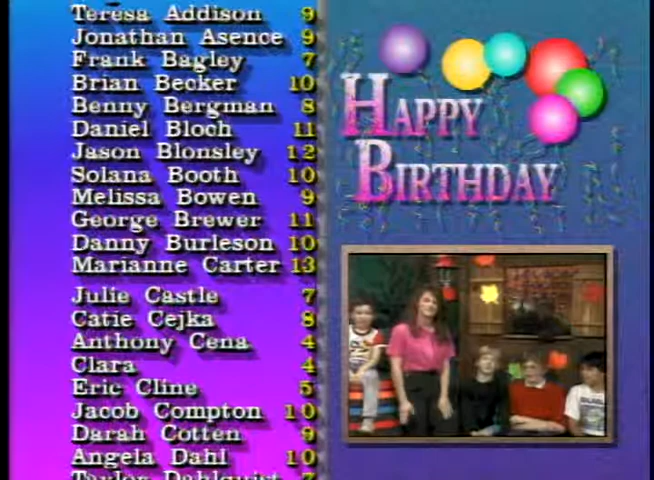 Teresa Addison 9
Jonathan Asence 9
Frank Bagley 7
Brian Becker 10
Benny Bergman 8
Daniel Bloch 11
Jason Blonsley 12
Solana Booth 10
Melissa Bowen 9
George Brewer 11
Danny Burleson 10
Marianne Carter 13
Julie Castle 7
Catie Cejka 8
Anthony Cena 4
Clara 4
Eric Cline 5
Jacob Compton 10
Darah Cotten 9
Angela Dahl 10
Taylor Dahlquist 7
HAPPY
BIRTHDAY